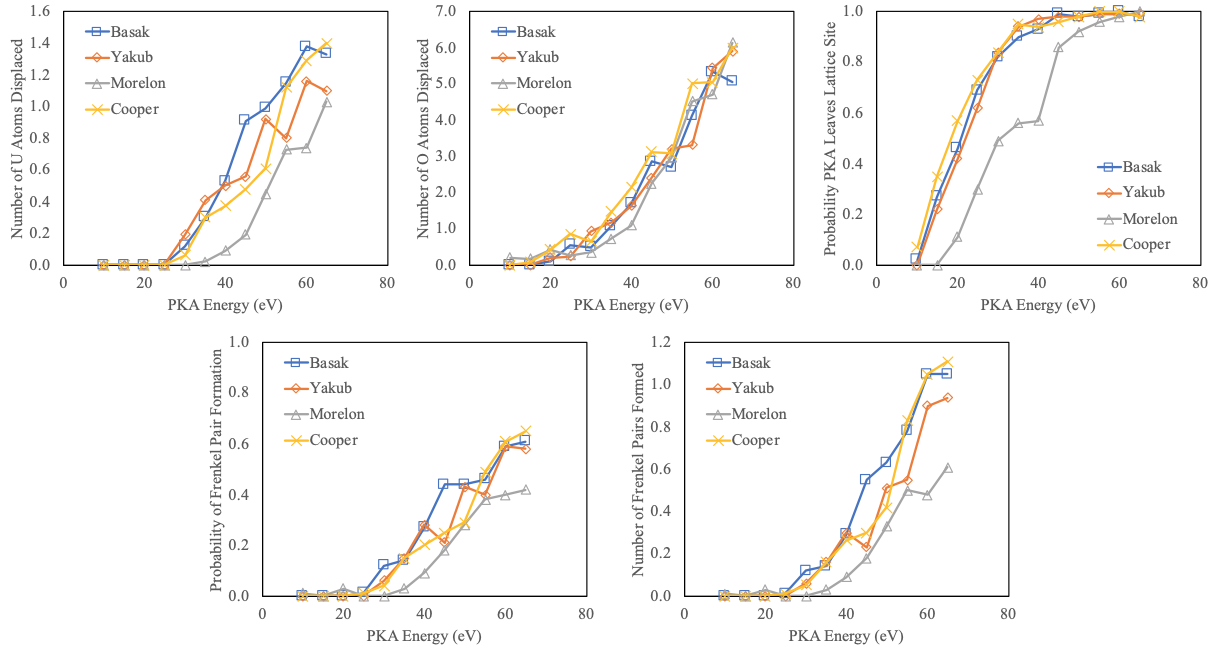 Number of U Atoms Displaced
1.6
1.4
1.2
1.0
0.8
0.6
0.4
0.2
0.0
0
20
40
60
80
PKA Energy (eV)
Basak
Yakub
Morelon
Cooper
Number of O Atoms Displaced
7.0
6.0
5.0
4.0
3.0
2.0
1.0
0.0
0
20
40
60
80
PKA Energy (eV)
Basak
Yakub
Morelon
Cooper
Probability PKA Leaves Lattice Site
1.0
0.8
0.6
0.4
0.2
0.0
0
20
40
60
80
PKA Energy (eV)
Basak
Yakub
Morelon
Cooper
Probability of Frenkel Pair Formation
1.0
0.8
0.6
0.4
0.2
0.0
0
20
40
60
80
PKA Energy (eV)
Basak
Yakub
Morelon
Cooper
Number of Frenkel Pairs Formed
1.2
1.0
0.8
0.6
0.4
0.2
0.0
0
20
40
60
80
PKA Energy (eV)
Basak
Yakub
Morelon
Cooper